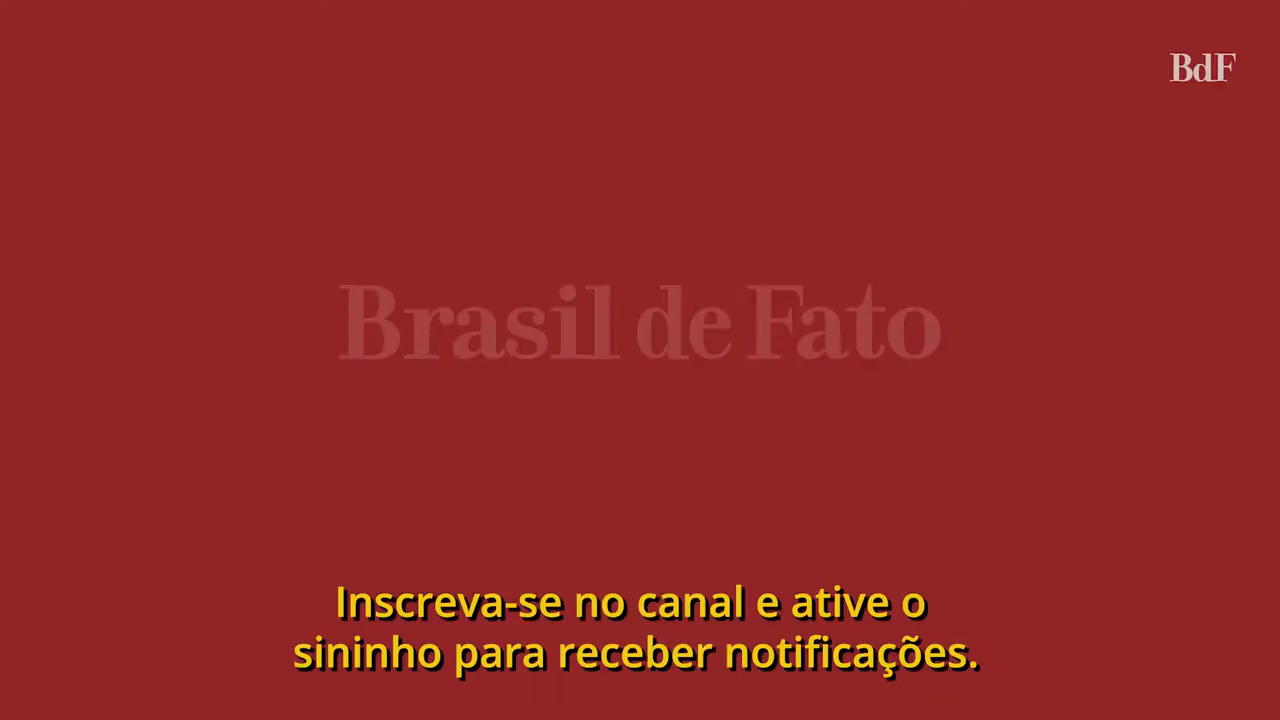 BdF
Brasil de Fato
Inscreva-se no canal e ative o
sininho para receber notificações.